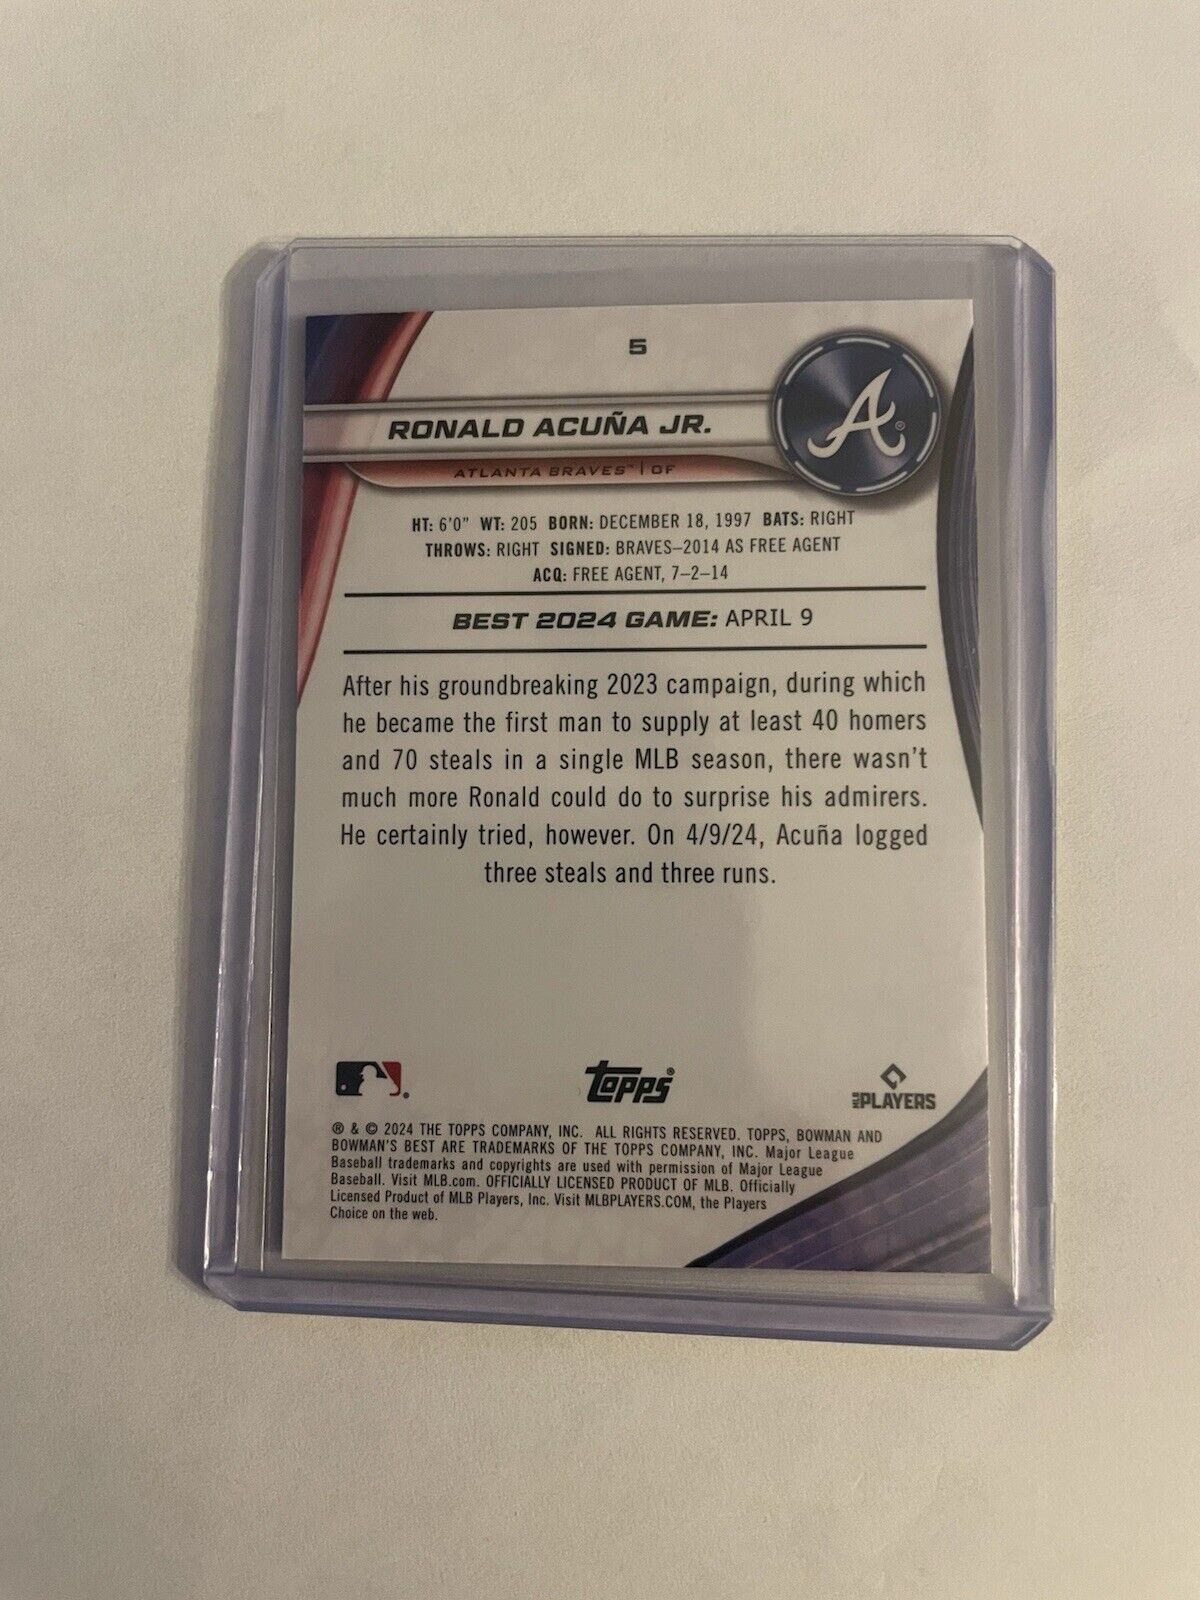 5
RONALD ACUÑA JR.
A®
ATLANTA BRAVES™ | OF
HT: 6'0" WT: 205 BORN: DECEMBER 18, 1997 BATS: RIGHT
THROWS: RIGHT SIGNED: BRAVES–2014 AS FREE AGENT
ACQ: FREE AGENT, 7–2–14
BEST 2024 GAME: APRIL 9
After his groundbreaking 2023 campaign, during which
he became the first man to supply at least 40 homers
and 70 steals in a single MLB season, there wasn't
much more Ronald could do to surprise his admirers.
He certainly tried, however. On 4/9/24, Acuña logged
three steals and three runs.
Topps®
MLB PLAYERS
® & © 2024 THE TOPPS COMPANY, INC. ALL RIGHTS RESERVED. TOPPS, BOWMAN AND
BOWMAN'S BEST ARE TRADEMARKS OF THE TOPPS COMPANY, INC. Major League
Baseball trademarks and copyrights are used with permission of Major League
Baseball. Visit MLB.com. OFFICIALLY LICENSED PRODUCT OF MLB. Officially
Licensed Product of MLB Players, Inc. Visit MLBPLAYERS.COM, the Players
Choice on the web.